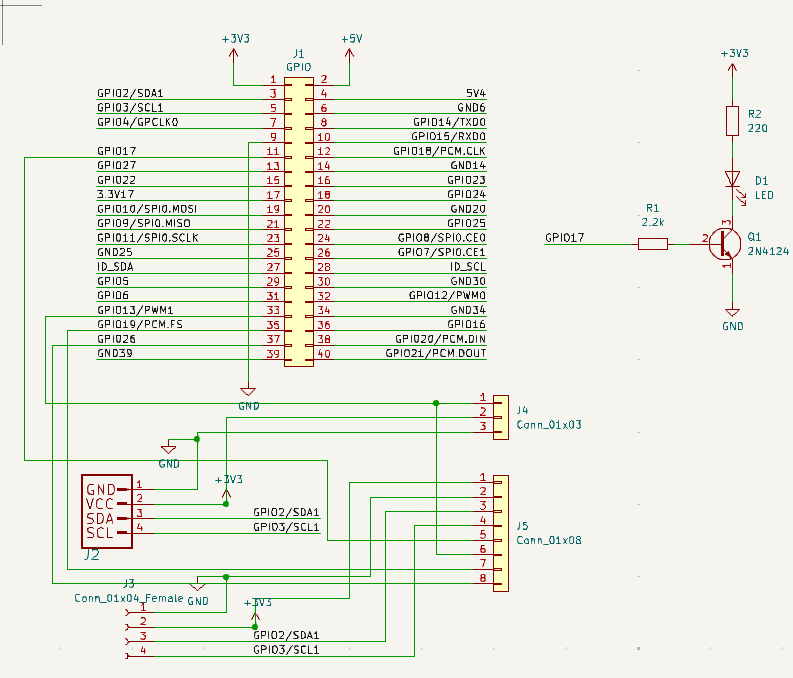 +3V3
+5V
J1
GPIO
1 2
GPIO2/SDA1 3 4 5V4
GPIO3/SCL1 5 6 GND6
GPIO4/GPCLK0 7 8 GPIO14/TXD0
9 10 GPIO15/RXD0
GPIO17 11 12 GPIO18/PCM.CLK
GPIO27 13 14 GND14
GPIO22 15 16 GPIO23
3.3V17 17 18 GPIO24
GPIO10/SPI0.MOSI 19 20 GND20
GPIO9/SPI0.MISO 21 22 GPIO25
GPIO11/SPI0.SCLK 23 24 GPIO8/SPI0.CE0
GND25 25 26 GPIO7/SPI0.CE1
ID_SDA 27 28 ID_SCL
GPIO5 29 30 GND30
GPIO6 31 32 GPIO12/PWM0
GPIO13/PWM1 33 34 GND34
GPIO19/PCM.FS 35 36 GPIO16
GPIO26 37 38 GPIO20/PCM.DIN
GND39 39 40 GPIO21/PCM.DOUT
GND
+3V3
R2
220
D1
LED
R1
2.2k
GPIO17
2
3
1
Q1
2N4124
GND
1
2
3
J4
Conn_01x03
GND
+3V3
GND 1
VCC 2
SDA 3 GPIO2/SDA1
SCL 4 GPIO3/SCL1
J2
1
2
3
4
5
6
7
8
J5
Conn_01x08
J3
Conn_01x04_Female
GND
+3V3
1
2
3 GPIO2/SDA1
4 GPIO3/SCL1